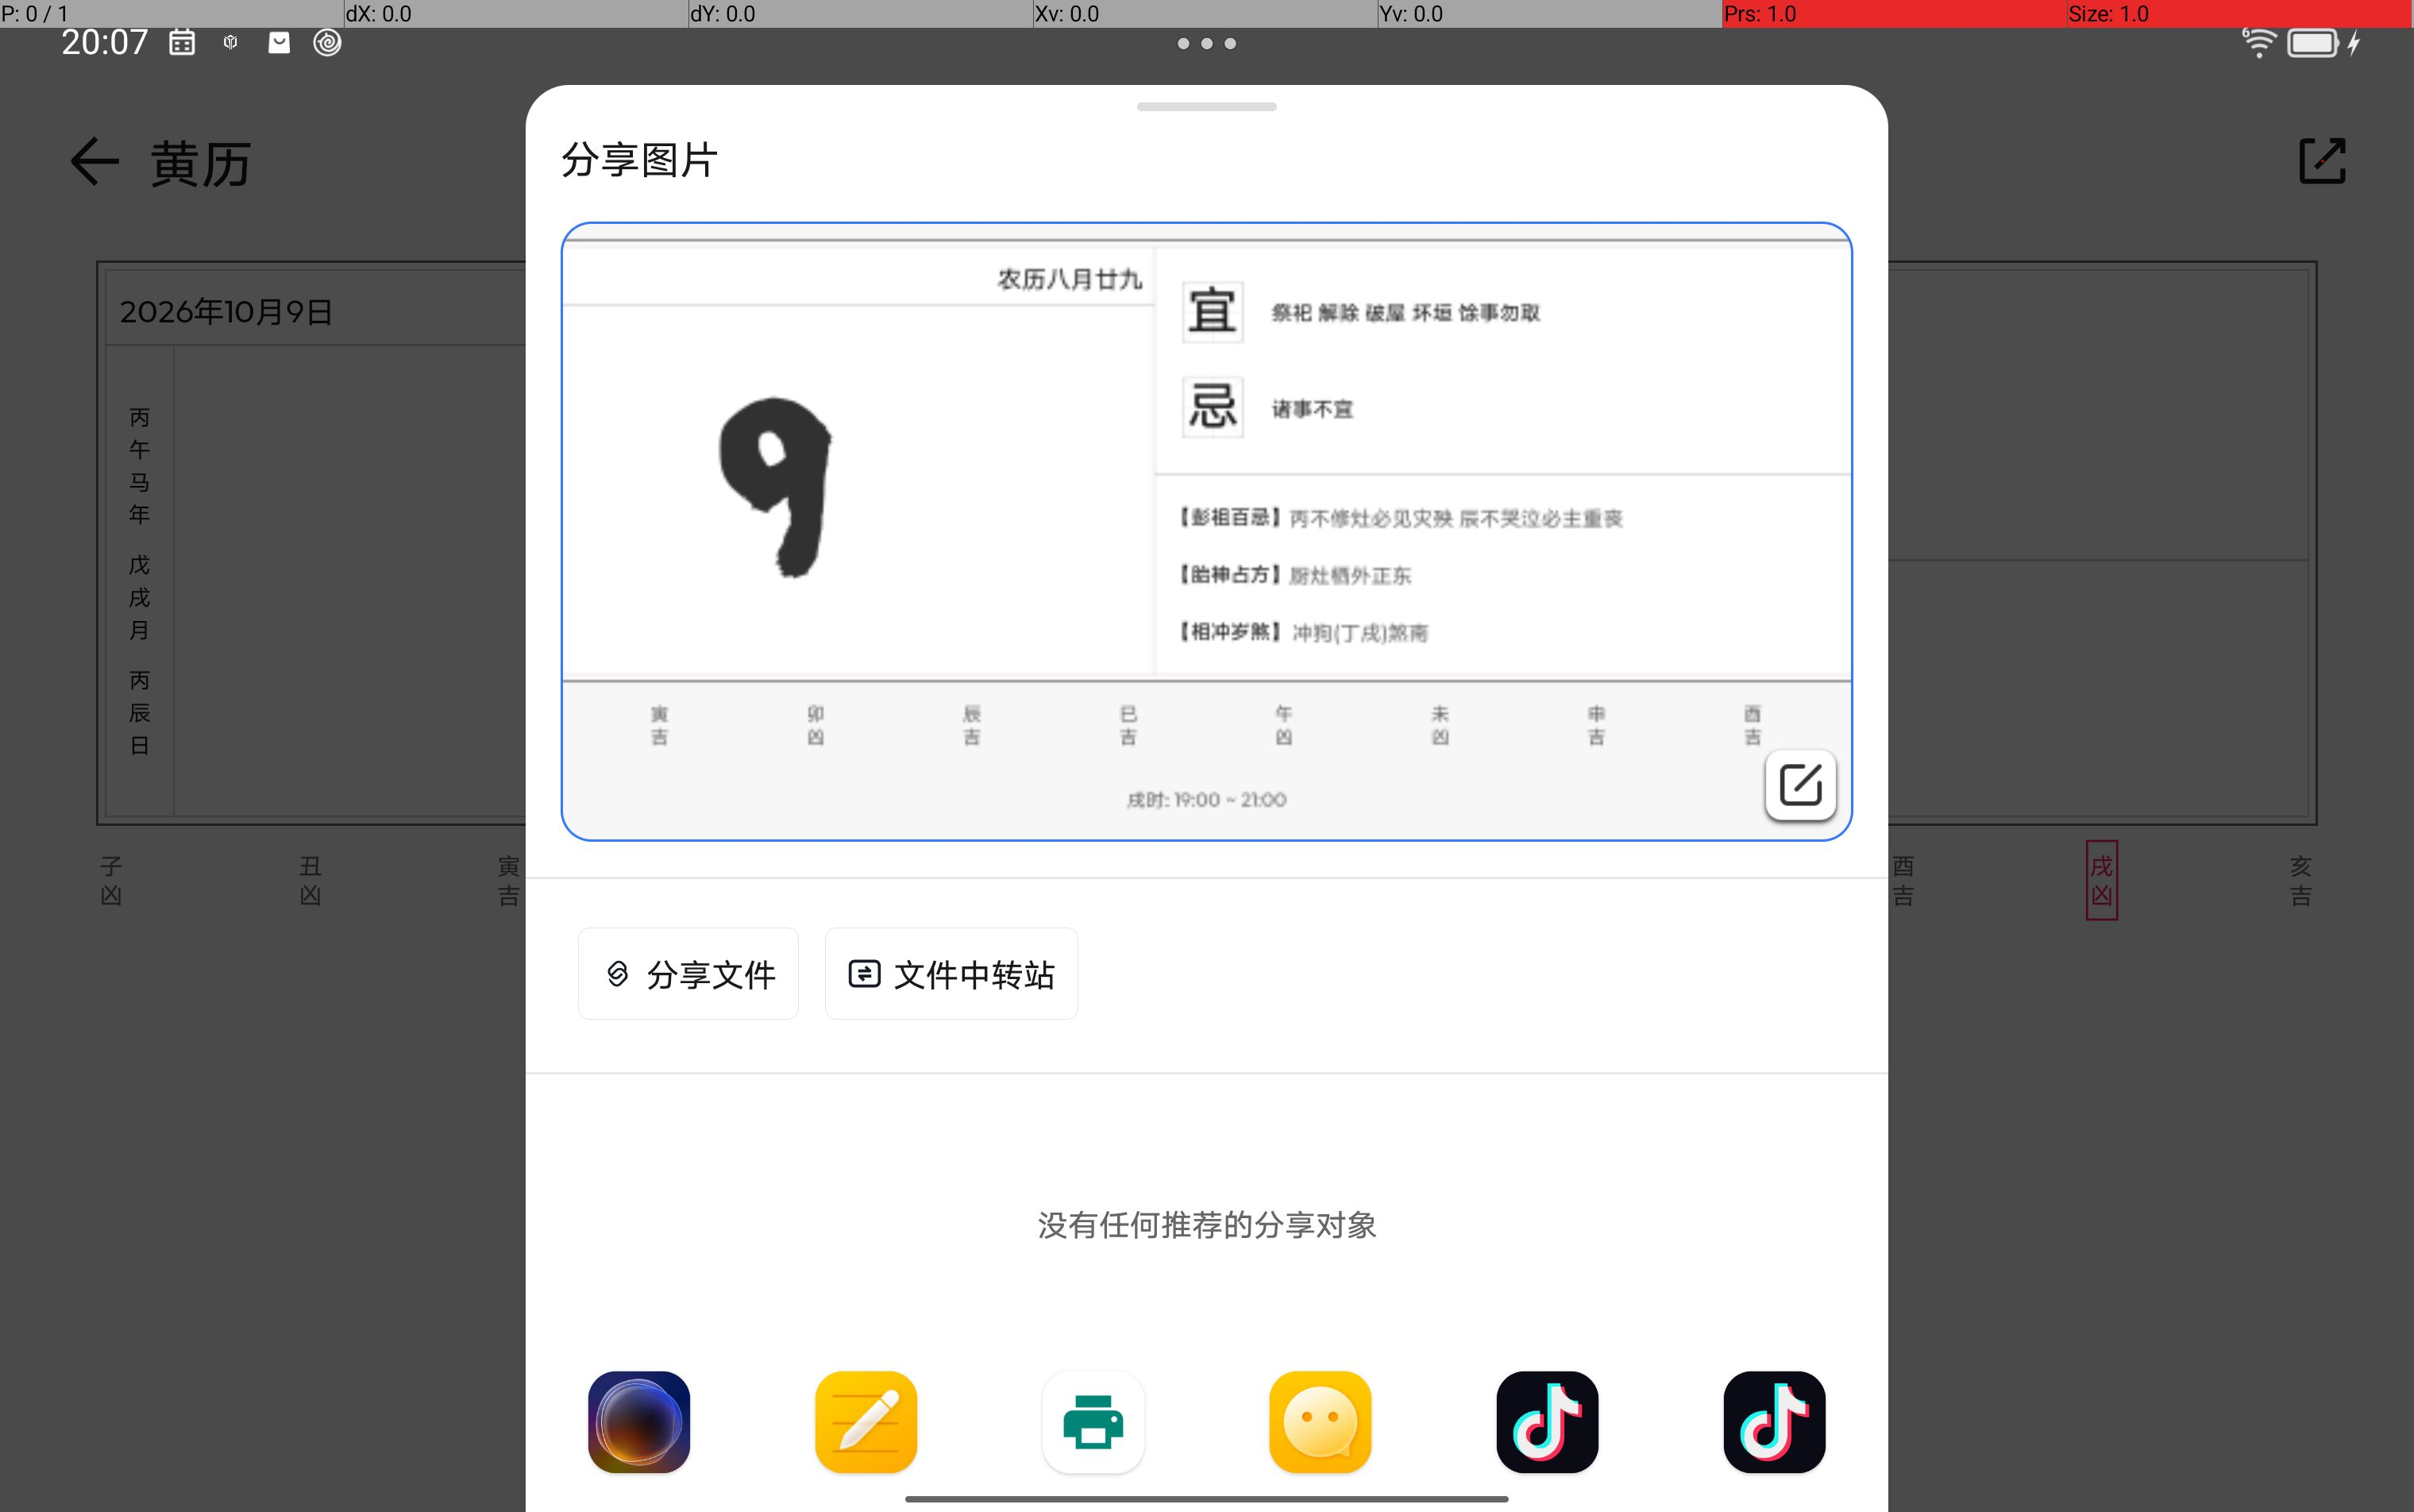 P: 0 / 1 dX: 0.0 dY: 0.0 Xv: 0.0 Yv: 0.0 Prs: 1.0 Size: 1.0
20:07
6
黄历
2026年10月9日
丙午马年 戊戌月 丙辰日
分享图片
农历八月廿九
9
宜 祭祀 解除 破屋 坏垣 馀事勿取
忌 诸事不宜
【彭祖百忌】丙不修灶必见灾殃 辰不哭泣必主重丧
【胎神占方】厨灶栖外正东
【相冲岁煞】冲狗(丁戌)煞南
寅吉 卯凶 辰吉 巳吉 午凶 未凶 申吉 酉吉
戌时: 19:00 ~ 21:00
子凶 丑凶 寅吉 酉吉 戌凶 亥吉
分享文件 文件中转站
没有任何推荐的分享对象